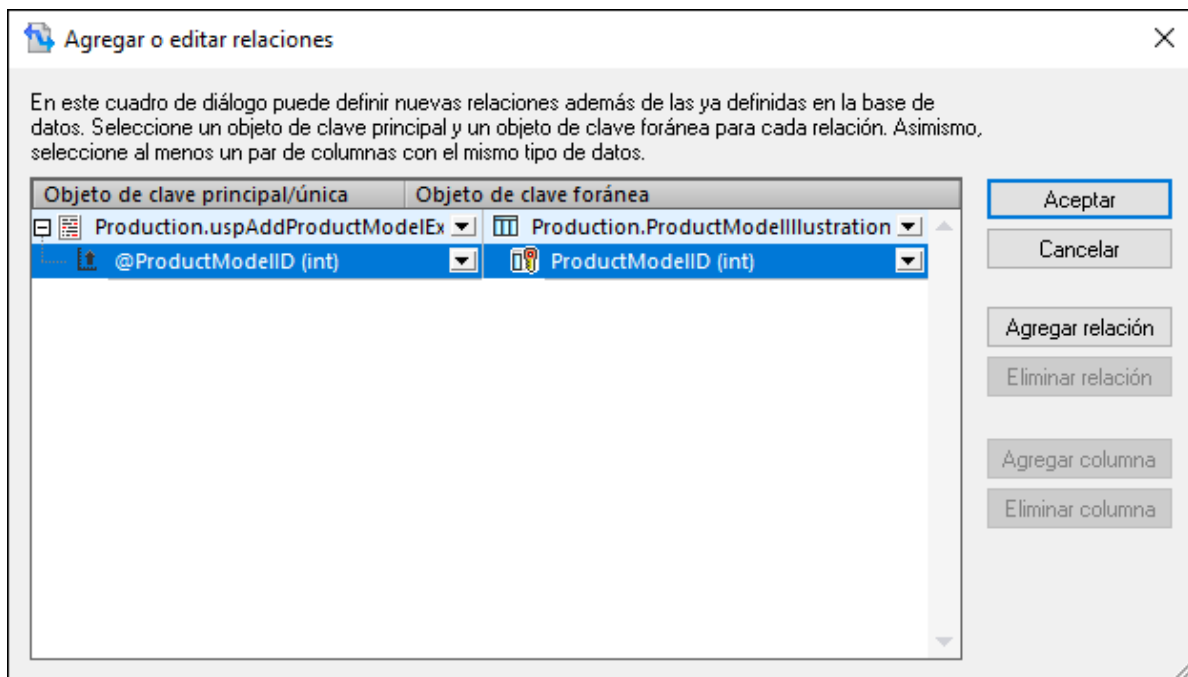 Agregar o editar relaciones
En este cuadro de diálogo puede definir nuevas relaciones además de las ya definidas en la base de
datos. Seleccione un objeto de clave principal y un objeto de clave foránea para cada relación. Asimismo,
seleccione al menos un par de columnas con el mismo tipo de datos.
Objeto de clave principal/única Objeto de clave foránea
Production.uspAddProductModelEx Production.ProductModelIllustration
@ProductModelID (int) ProductModelID (int)
Aceptar
Cancelar
Agregar relación
Eliminar relación
Agregar columna
Eliminar columna